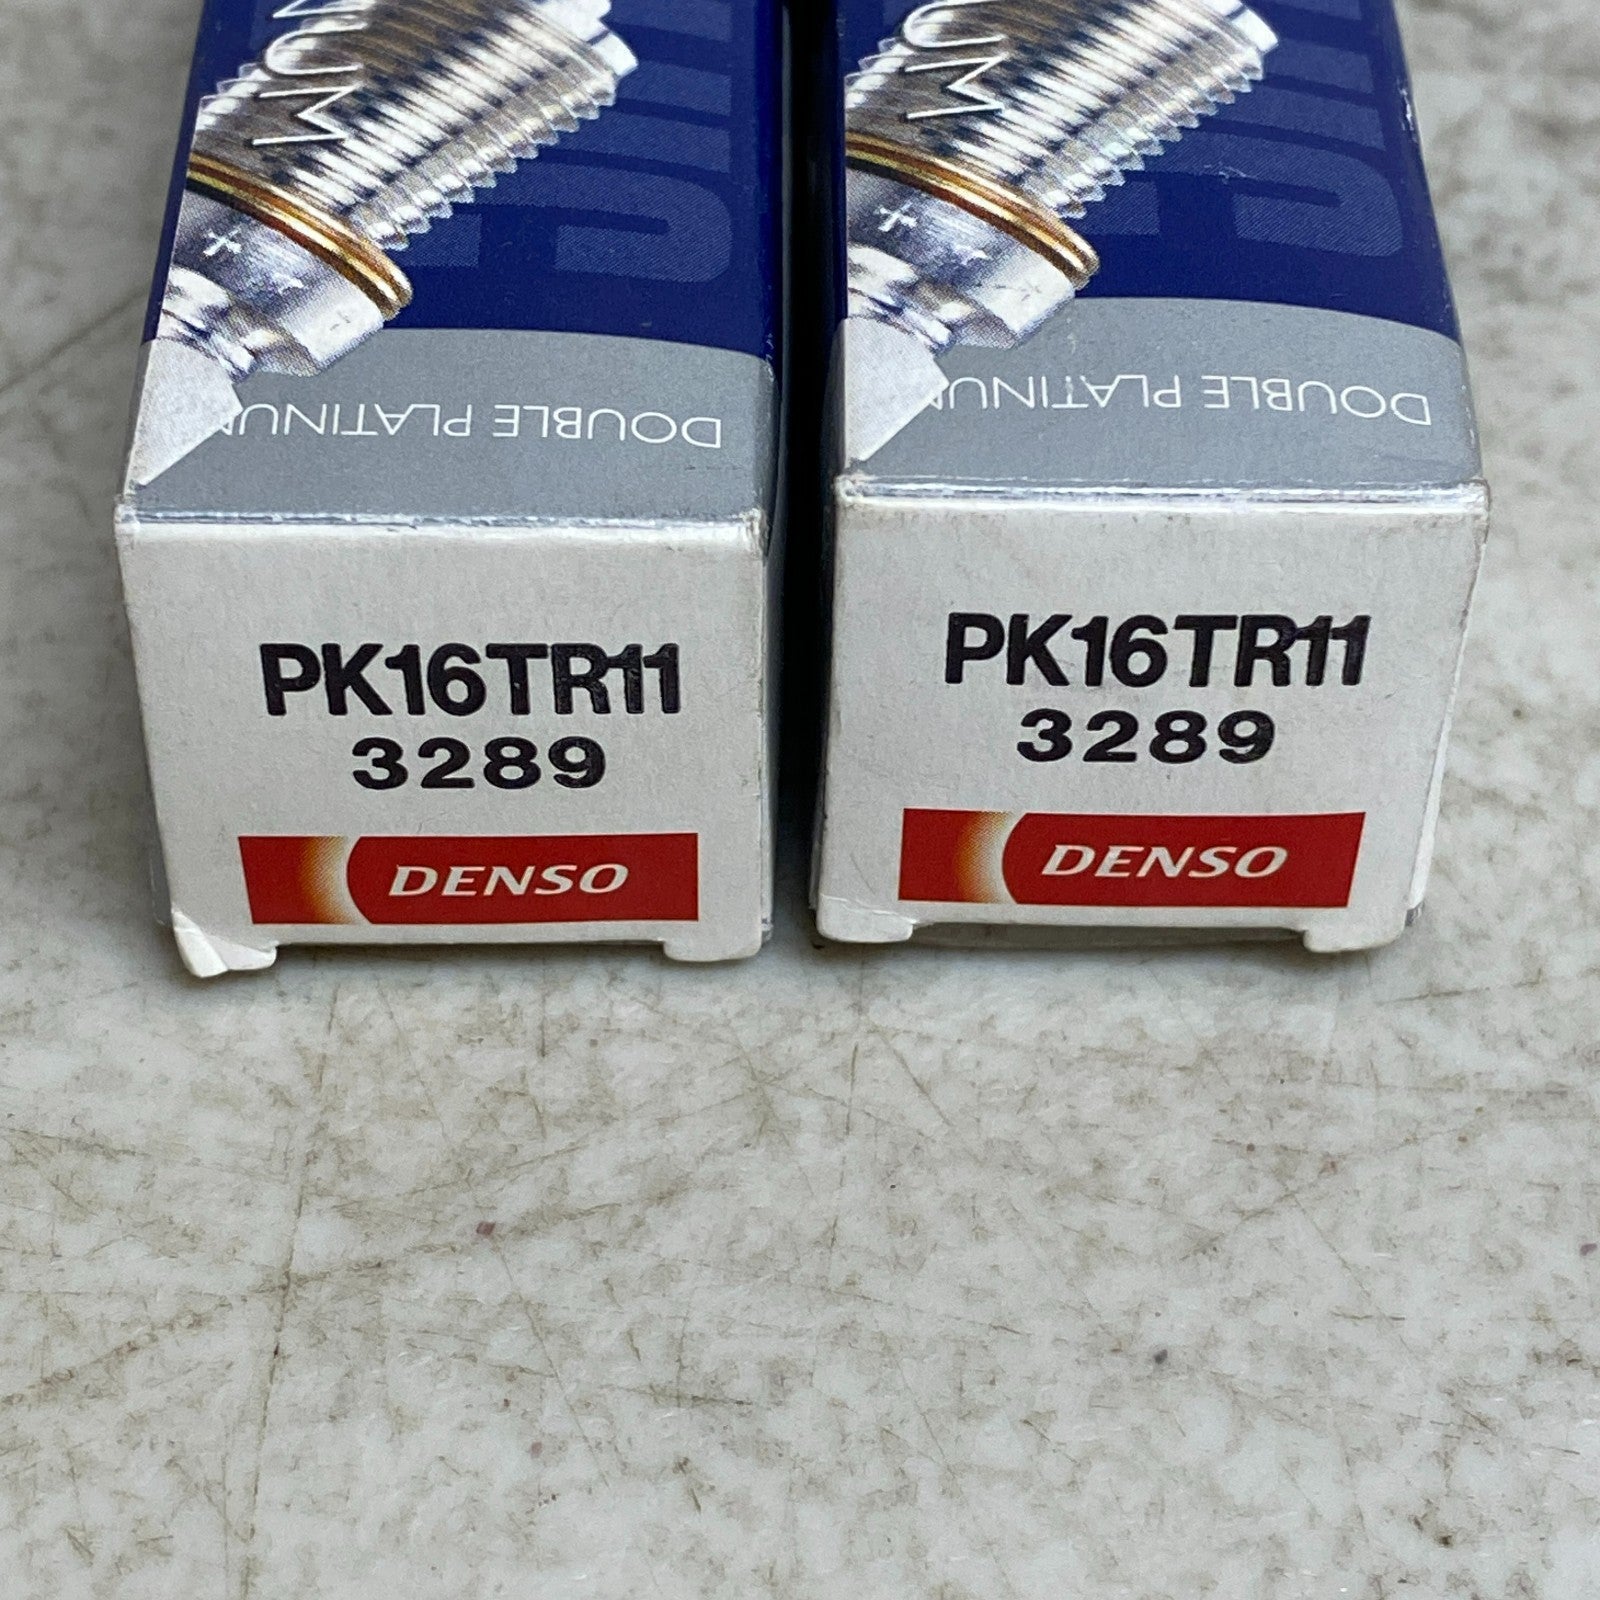 DOUBLE PLATINUM
PK16TR11
3289
DENSO
DOUBLE PLATINUM
PK16TR11
3289
DENSO